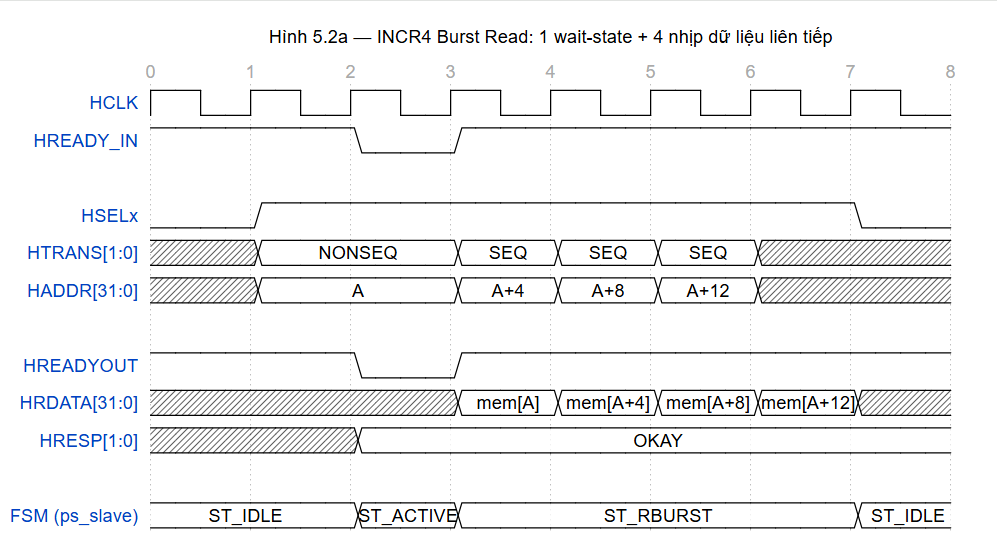 Hình 5.2a — INCR4 Burst Read: 1 wait-state + 4 nhịp dữ liệu liên tiếp
0 1 2 3 4 5 6 7 8
HCLK
HREADY_IN
HSELx
HTRANS[1:0] NONSEQ SEQ SEQ SEQ
HADDR[31:0] A A+4 A+8 A+12
HREADYOUT
HRDATA[31:0] mem[A] mem[A+4] mem[A+8] mem[A+12]
HRESP[1:0] OKAY
FSM (ps_slave) ST_IDLE ST_ACTIVE ST_RBURST ST_IDLE